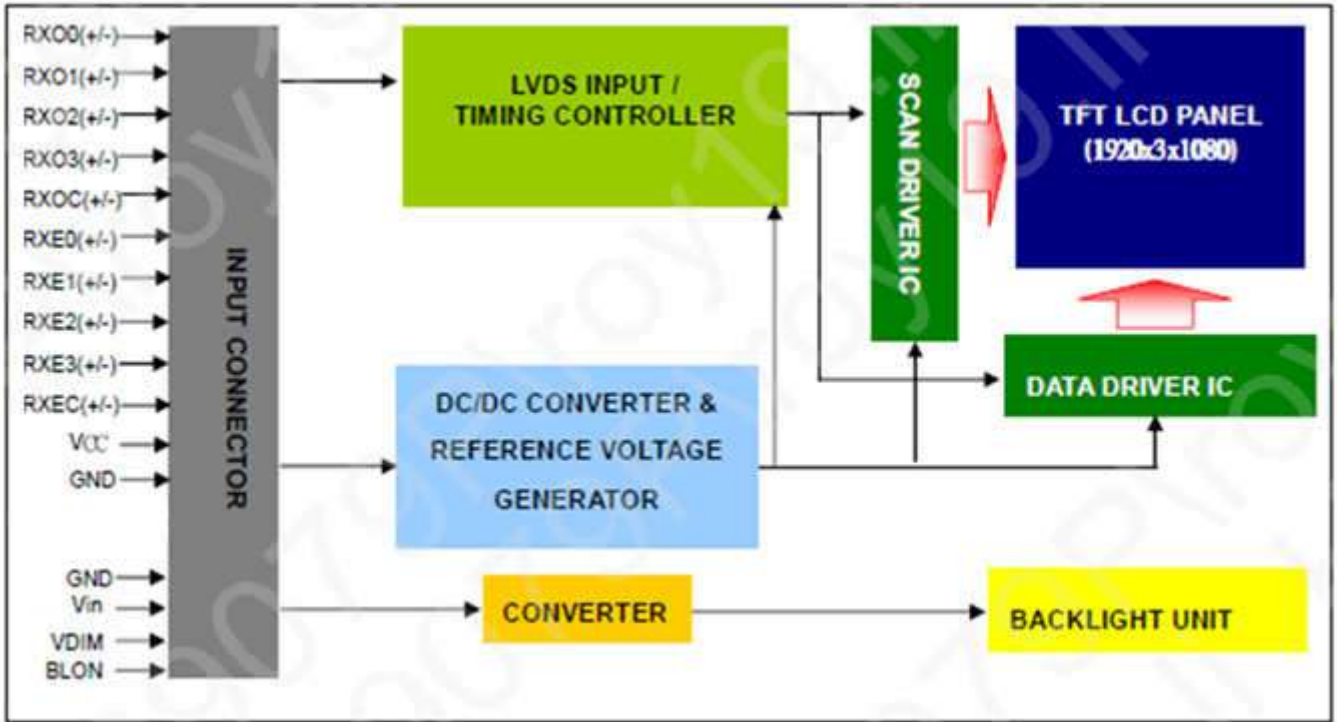 RXO0(+/-)
RXO1(+/-)
RXO2(+/-)
RXO3(+/-)
RXOC(+/-)
RXE0(+/-)
RXE1(+/-)
RXE2(+/-)
RXE3(+/-)
RXEC(+/-)
VCC
GND
GND
Vin
VDIM
BLON
INPUT CONNECTOR
LVDS INPUT /
TIMING CONTROLLER
DC/DC CONVERTER &
REFERENCE VOLTAGE
GENERATOR
CONVERTER
SCAN DRIVER IC
TFT LCD PANEL
(1920x3x1080)
DATA DRIVER IC
BACKLIGHT UNIT